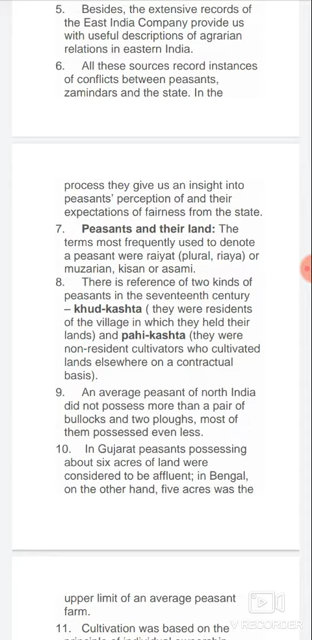 5. Besides, the extensive records of
the East India Company provide us
with useful descriptions of agrarian
relations in eastern India.
6. All these sources record instances
of conflicts between peasants,
zamindars and the state. In the
process they give us an insight into
peasants' perception of and their
expectations of fairness from the state.
7. Peasants and their land: The
terms most frequently used to denote
a peasant were raiyat (plural, riaya) or
muzarian, kisan or asami.
8. There is reference of two kinds of
peasants in the seventeenth century
– khud-kashta ( they were residents
of the village in which they held their
lands) and pahi-kashta (they were
non-resident cultivators who cultivated
lands elsewhere on a contractual
basis).
9. An average peasant of north India
did not possess more than a pair of
bullocks and two ploughs, most of
them possessed even less.
10. In Gujarat peasants possessing
about six acres of land were
considered to be affluent; in Bengal,
on the other hand, five acres was the
upper limit of an average peasant
farm.
11. Cultivation was based on the
principle of individual ownership
RECORDER